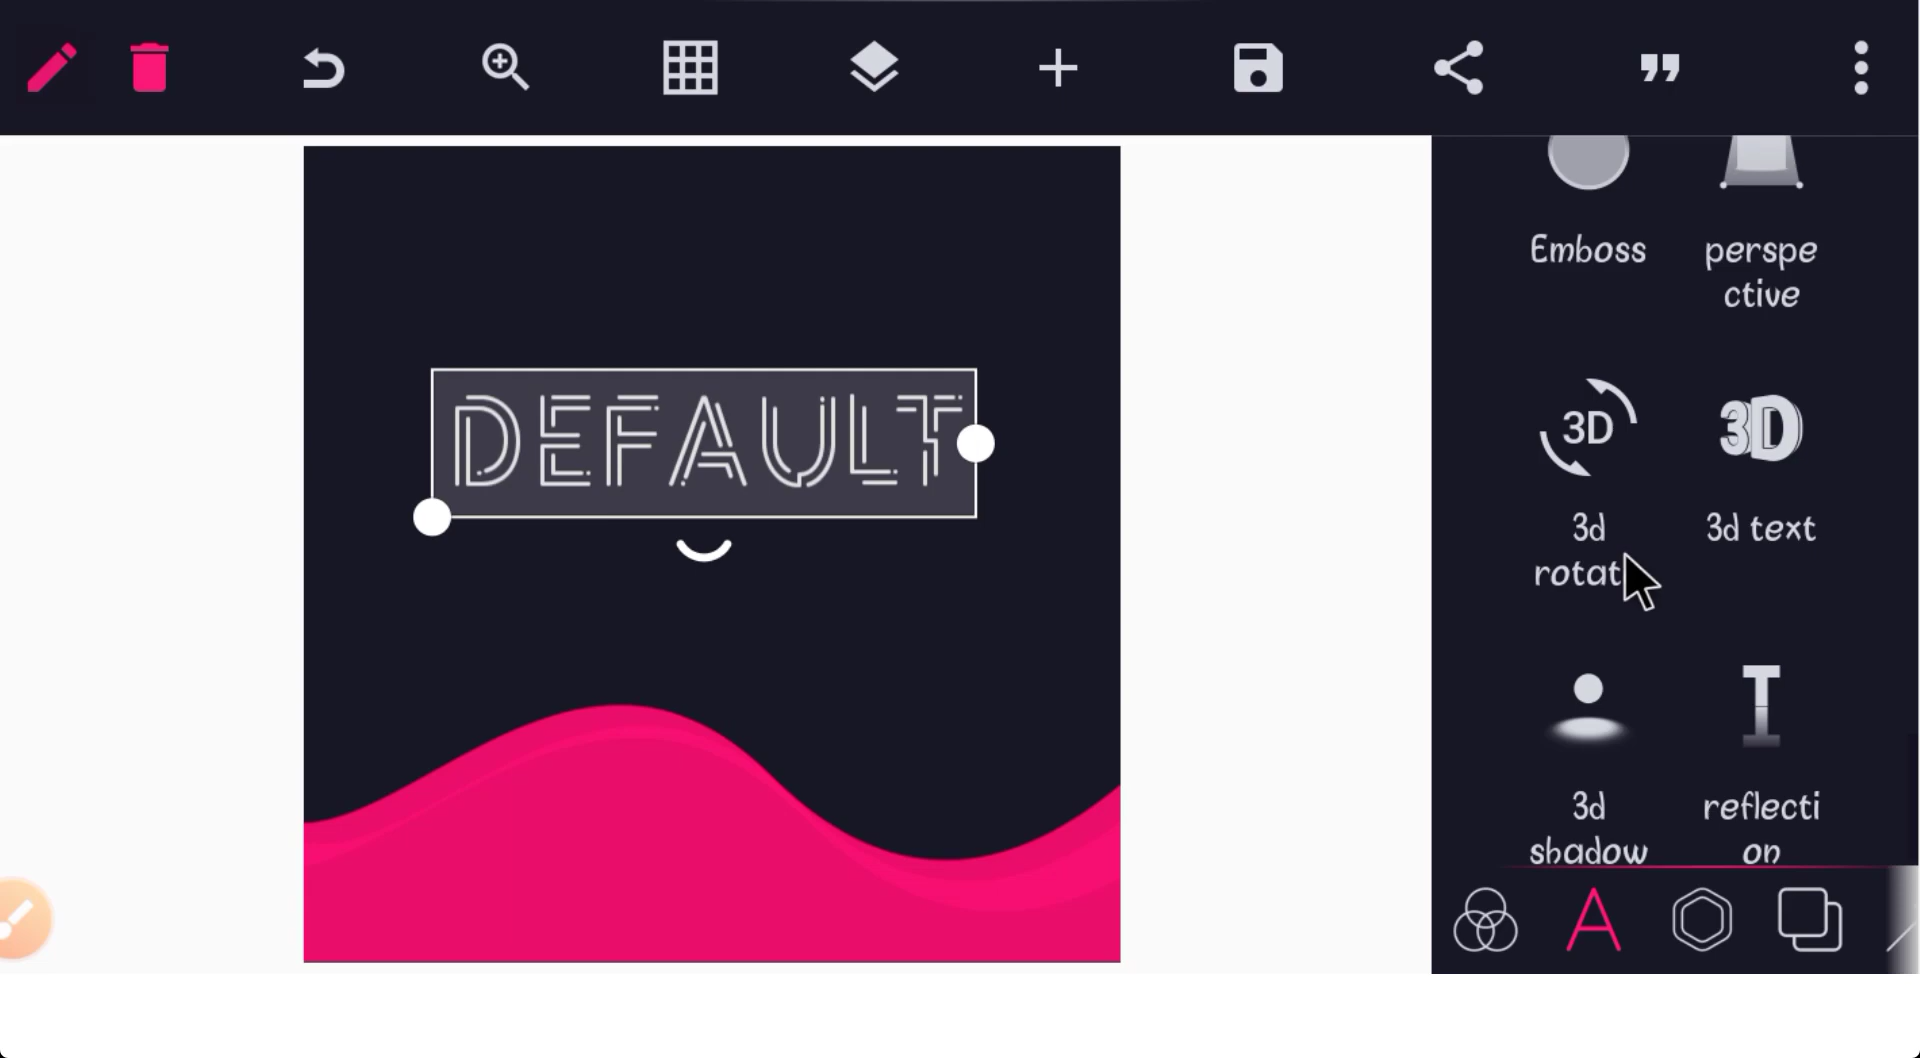 DEFAULT
Emboss
perspe
ctive
3D
3D
3d
rotat
3d text
T
3d
shadow
reflecti
on
A